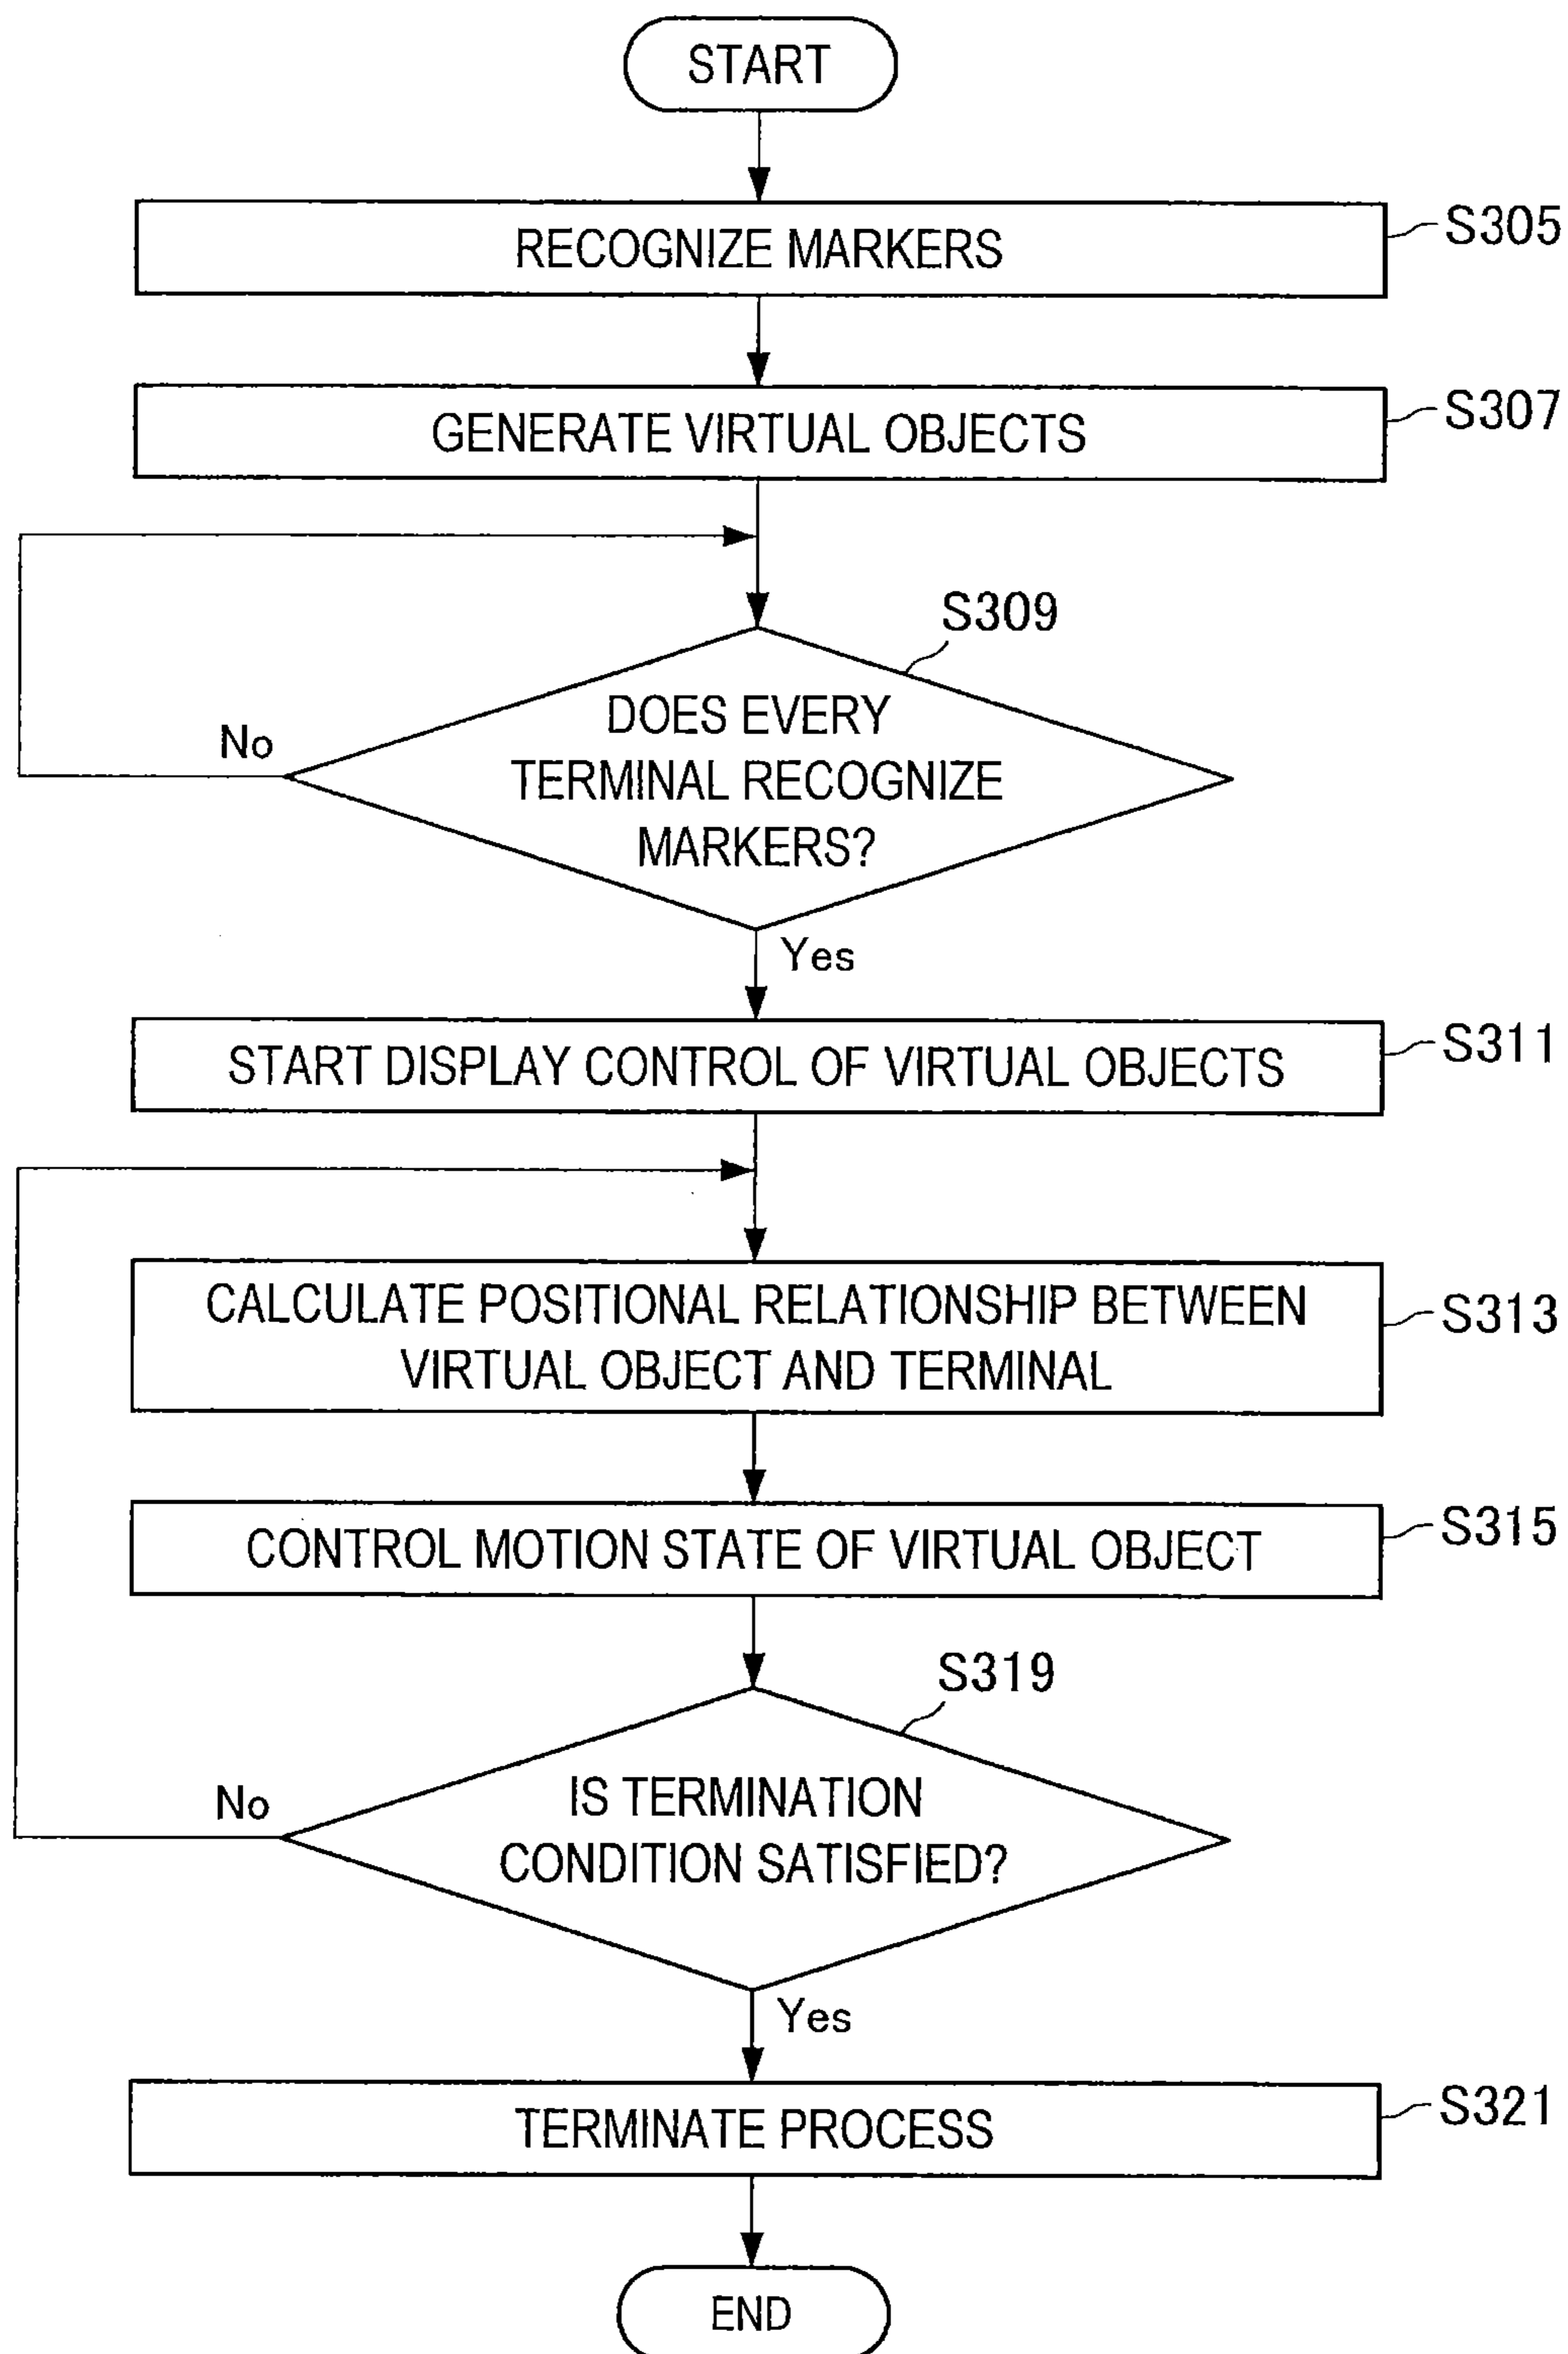 START
RECOGNIZE MARKERS
S305
GENERATE VIRTUAL OBJECTS
S307
S309
DOES EVERY
TERMINAL RECOGNIZE
MARKERS?
No
Yes
START DISPLAY CONTROL OF VIRTUAL OBJECTS
S311
CALCULATE POSITIONAL RELATIONSHIP BETWEEN
VIRTUAL OBJECT AND TERMINAL
S313
CONTROL MOTION STATE OF VIRTUAL OBJECT
S315
S319
IS TERMINATION
CONDITION SATISFIED?
No
Yes
TERMINATE PROCESS
S321
END